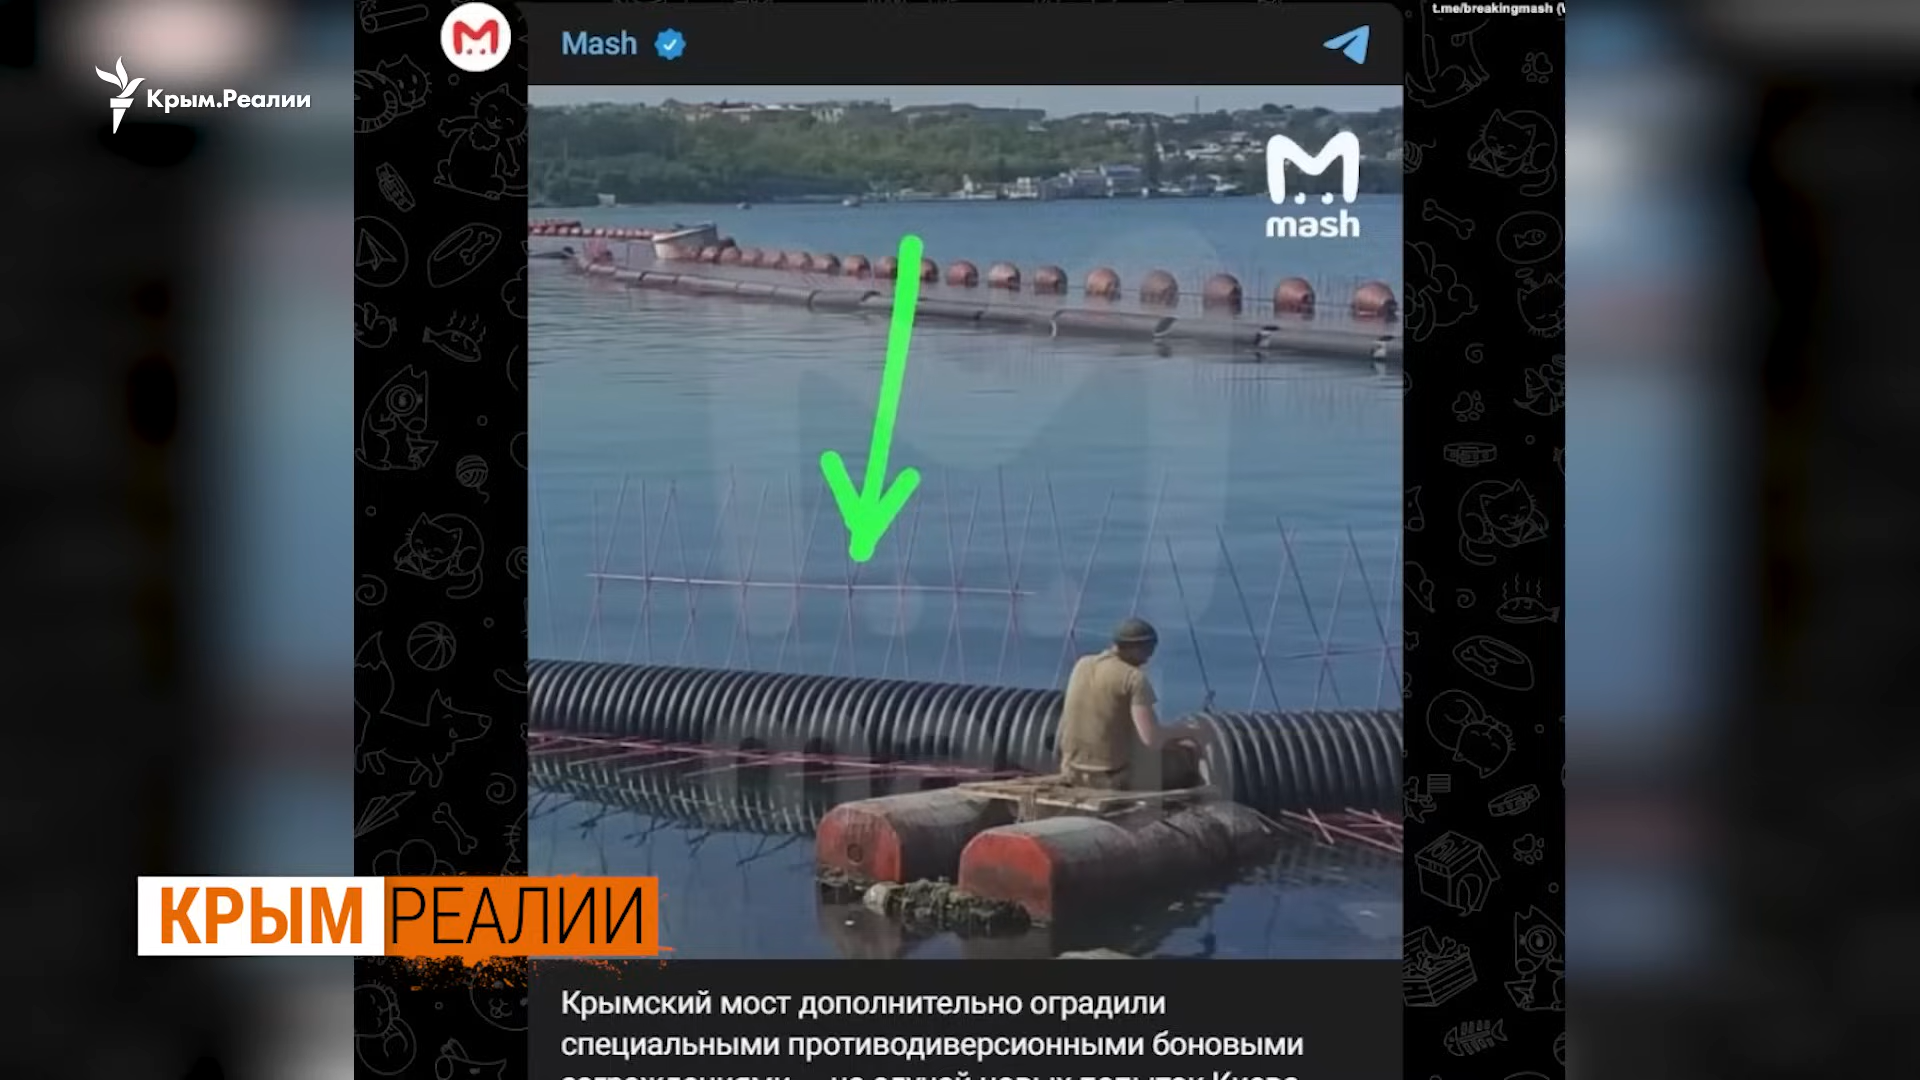 t.me/breakingmash
Mash
Крым.Реалии
mash
КРЫМ РЕАЛИИ
Крымский мост дополнительно оградили
специальными противодиверсионными боновыми